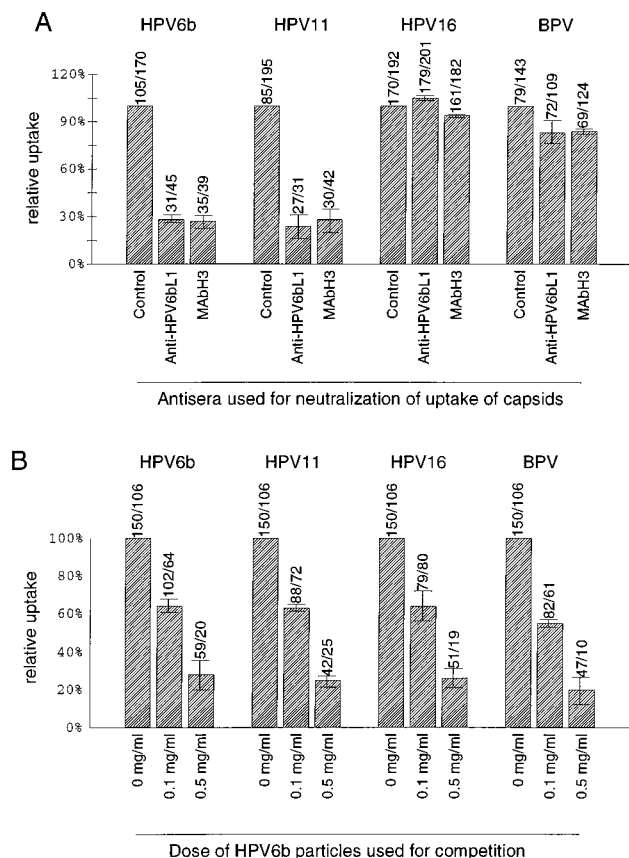 A
HPV6b HPV11 HPV16 BPV
relative uptake
120%
90%
60%
30%
0%
105/170 31/45 35/39 85/195 27/31 30/42 170/192 179/201 161/182 79/143 72/109 69/124
Control Anti-HPV6bL1 MAbH3 Control Anti-HPV6bL1 MAbH3 Control Anti-HPV6bL1 MAbH3 Control Anti-HPV6bL1 MAbH3
Antisera used for neutralization of uptake of capsids
B
HPV6b HPV11 HPV16 BPV
relative uptake
100%
80%
60%
40%
20%
0%
150/106 102/64 59/20 150/106 88/72 42/25 150/106 79/80 51/19 150/106 82/61 47/10
0 mg/ml 0.1 mg/ml 0.5 mg/ml 0 mg/ml 0.1 mg/ml 0.5 mg/ml 0 mg/ml 0.1 mg/ml 0.5 mg/ml 0 mg/ml 0.1 mg/ml 0.5 mg/ml
Dose of HPV6b particles used for competition